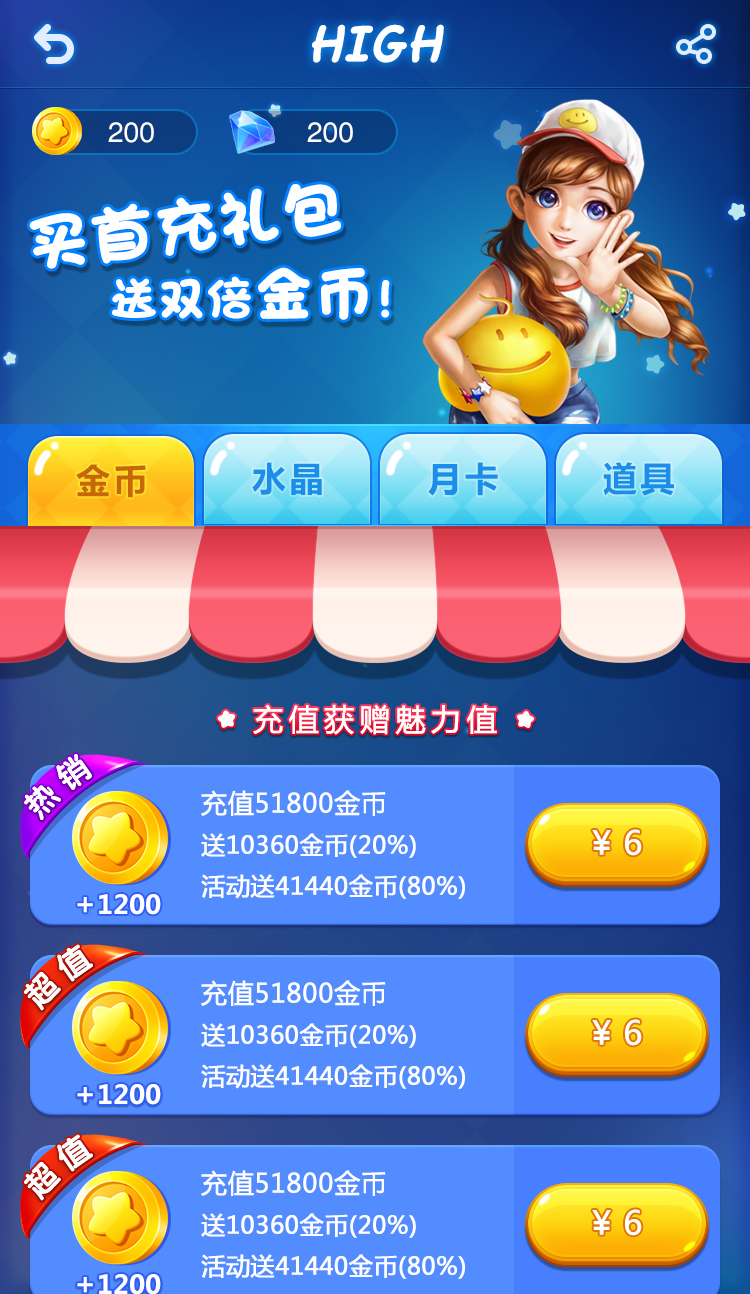 HIGH
200
200
买首充礼包
送双倍金币!
金币
水晶
月卡
道具
充值获赠魅力值
热销
充值51800金币
送10360金币(20%)
活动送41440金币(80%)
+1200
¥ 6
超值
充值51800金币
送10360金币(20%)
活动送41440金币(80%)
+1200
¥ 6
超值
充值51800金币
送10360金币(20%)
活动送41440金币(80%)
+1200
¥ 6